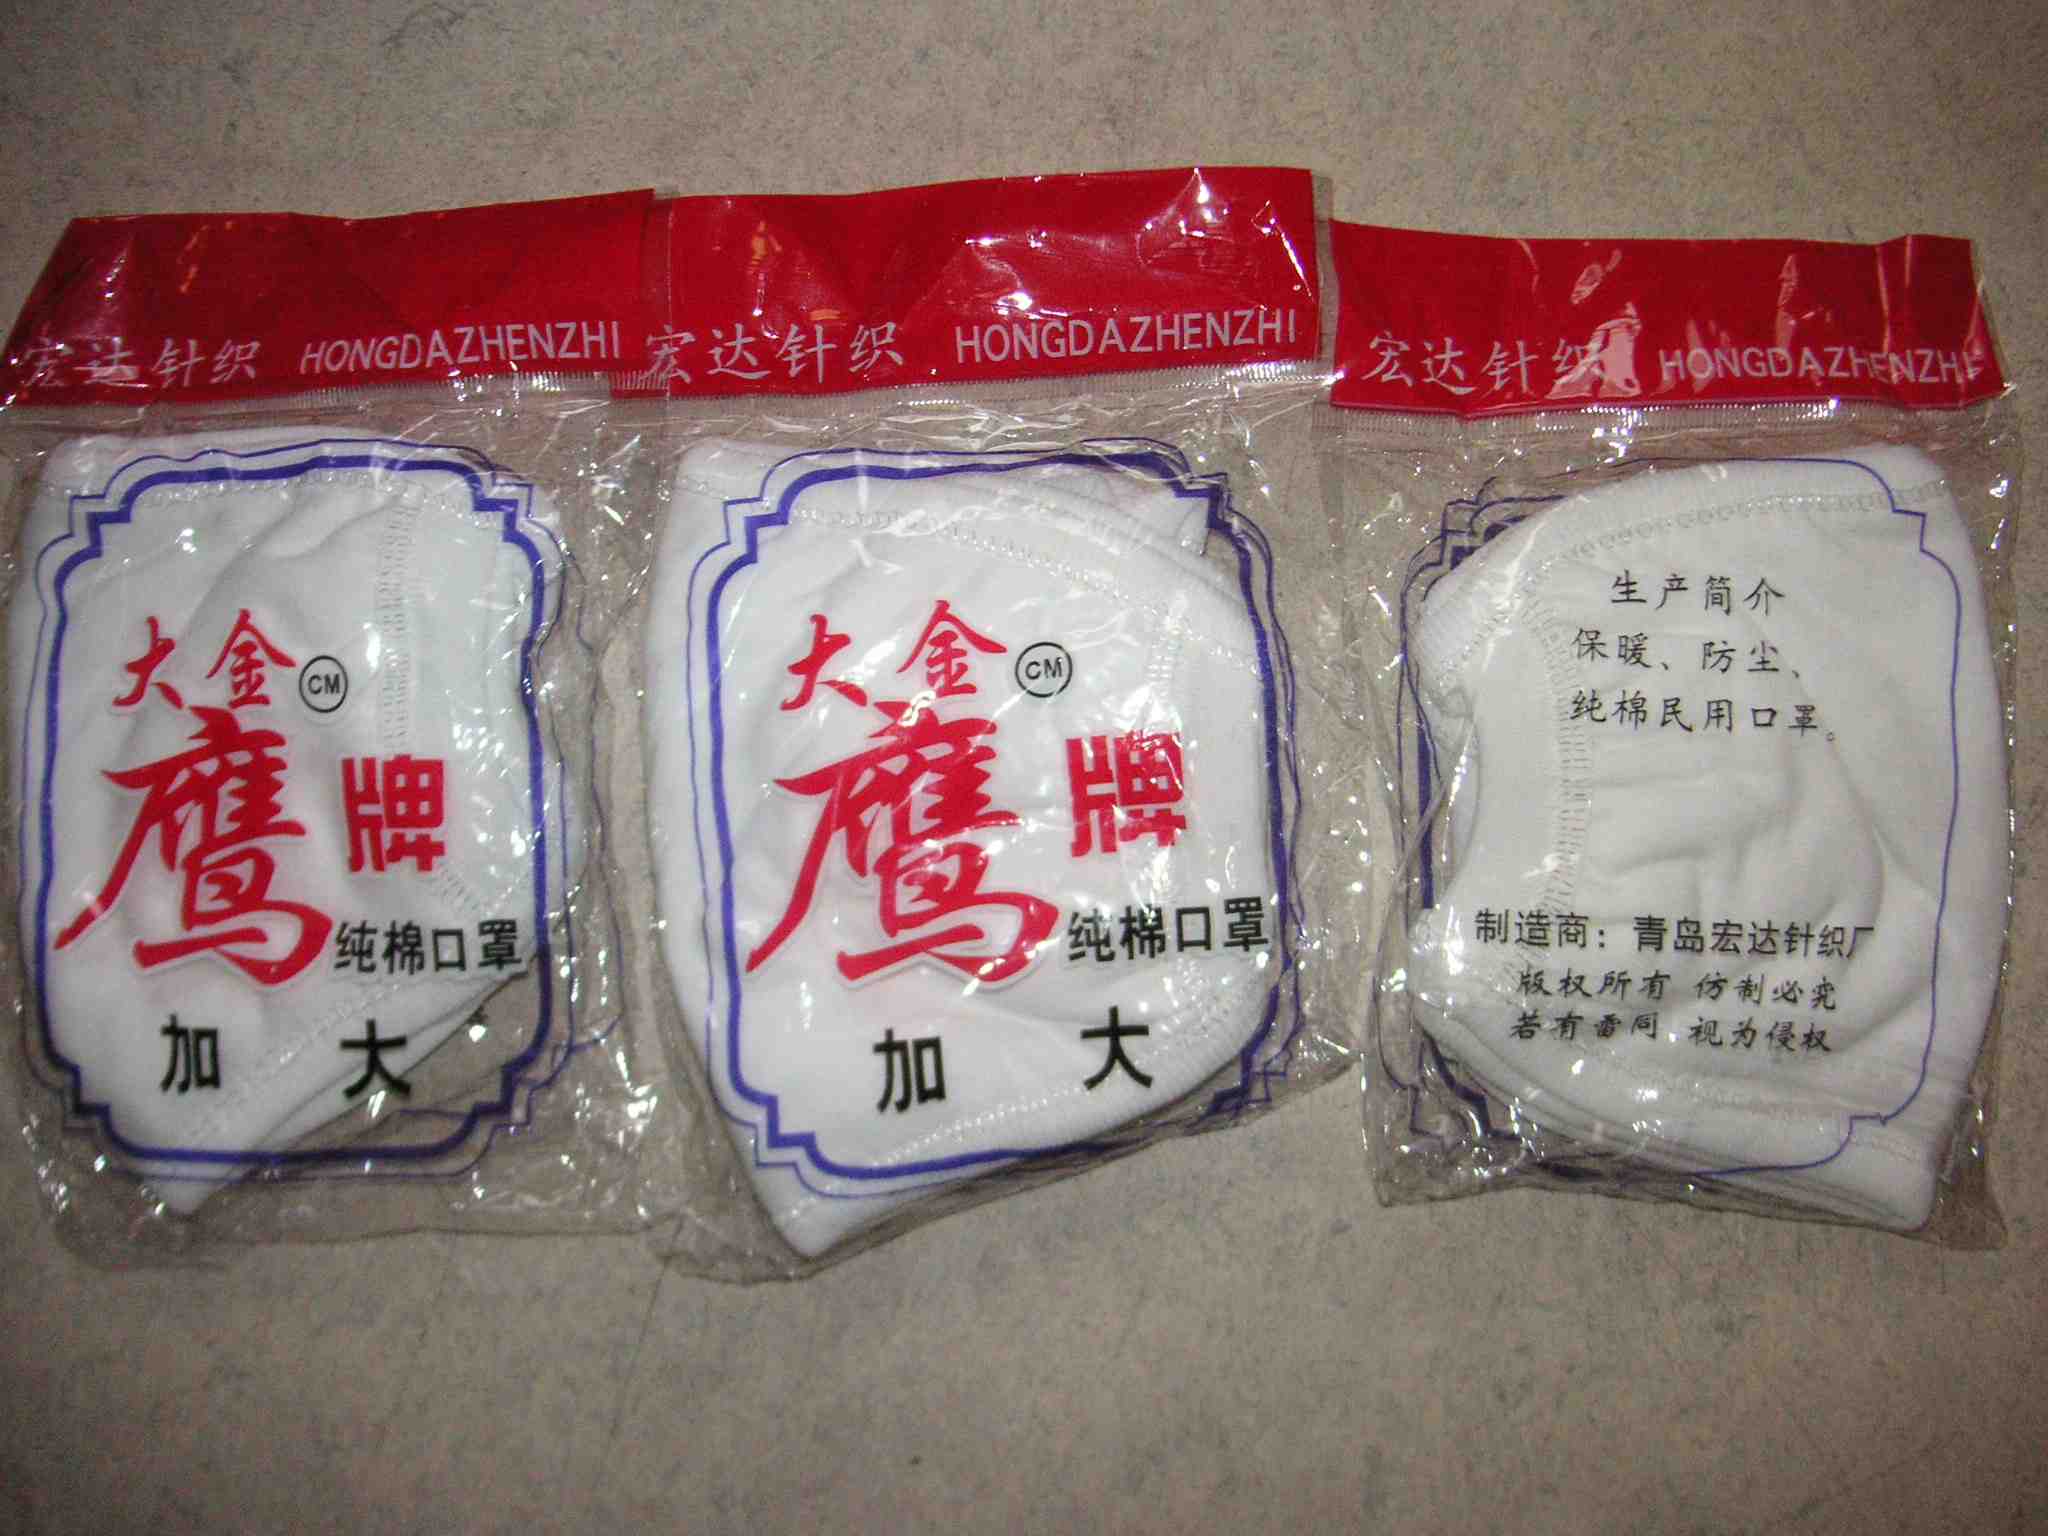 宏达针织 HONGDAZHENZHI
大金
CM
鹰
牌
纯棉口罩
加大
宏达针织 HONGDAZHENZHI
大金
CM
鹰
牌
纯棉口罩
加大
宏达针织 HONGDAZHENZHI
生产简介
保暖、防尘、
纯棉民用口罩。
制造商：青岛宏达针织厂
版权所有 仿制必究
若有雷同 视为侵权